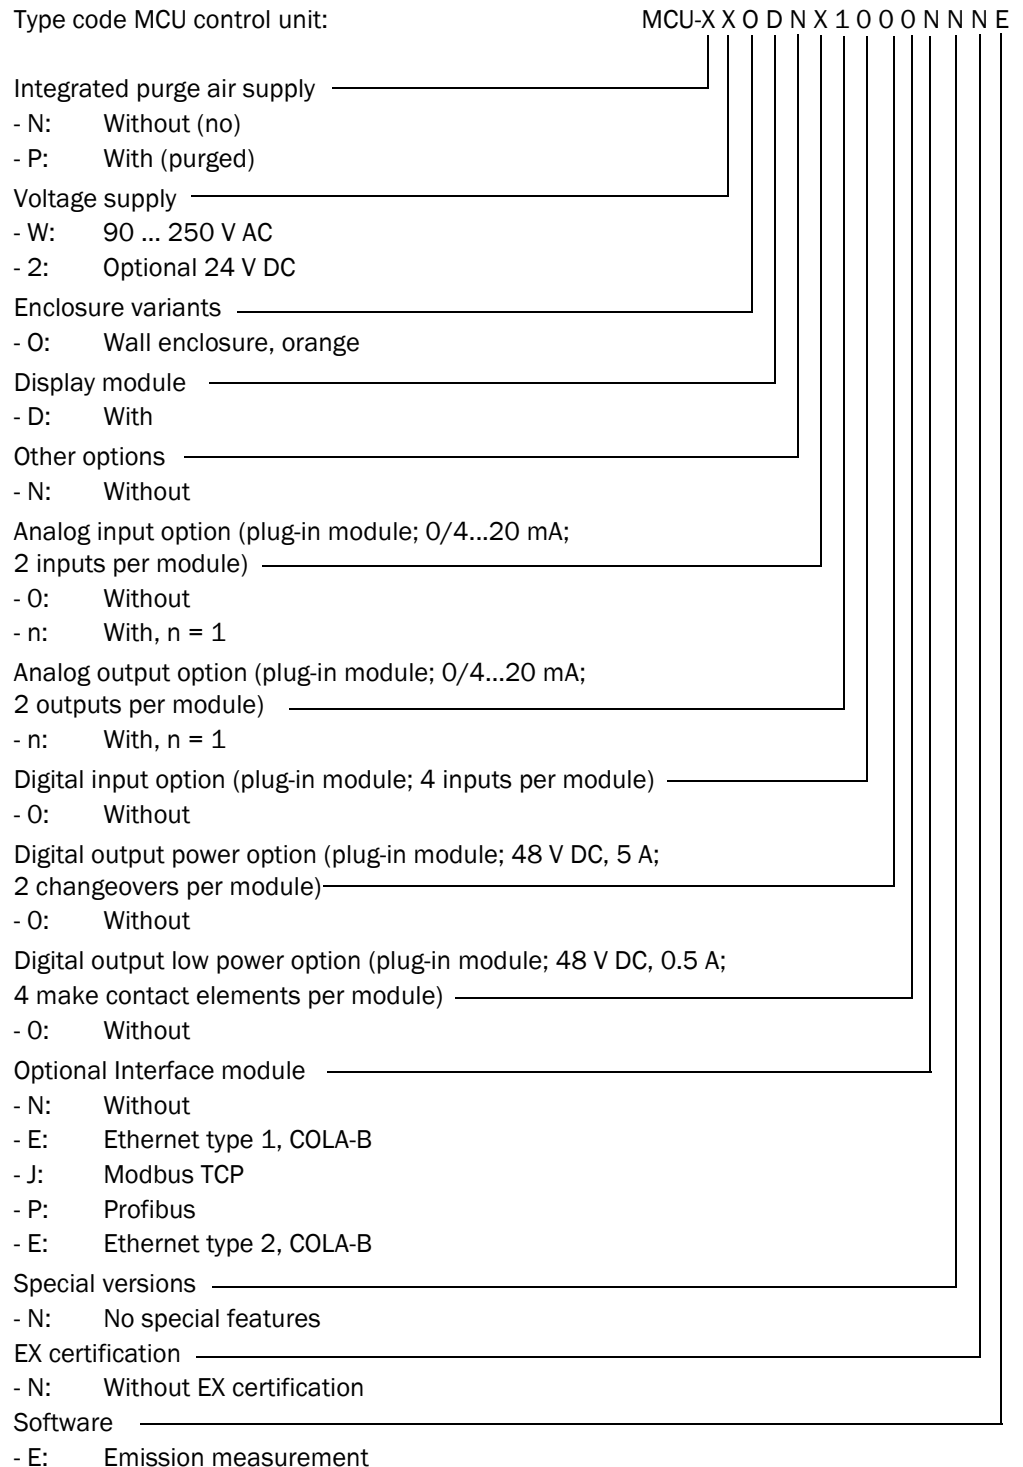 Type code MCU control unit: MCU-X X O D N X 1 0 0 0 N N N E
Integrated purge air supply
- N: Without (no)
- P: With (purged)
Voltage supply
- W: 90 ... 250 V AC
- 2: Optional 24 V DC
Enclosure variants
- O: Wall enclosure, orange
Display module
- D: With
Other options
- N: Without
Analog input option (plug-in module; 0/4...20 mA;
2 inputs per module)
- 0: Without
- n: With, n = 1
Analog output option (plug-in module; 0/4...20 mA;
2 outputs per module)
- n: With, n = 1
Digital input option (plug-in module; 4 inputs per module)
- 0: Without
Digital output power option (plug-in module; 48 V DC, 5 A;
2 changeovers per module)
- 0: Without
Digital output low power option (plug-in module; 48 V DC, 0.5 A;
4 make contact elements per module)
- 0: Without
Optional Interface module
- N: Without
- E: Ethernet type 1, COLA-B
- J: Modbus TCP
- P: Profibus
- E: Ethernet type 2, COLA-B
Special versions
- N: No special features
EX certification
- N: Without EX certification
Software
- E: Emission measurement